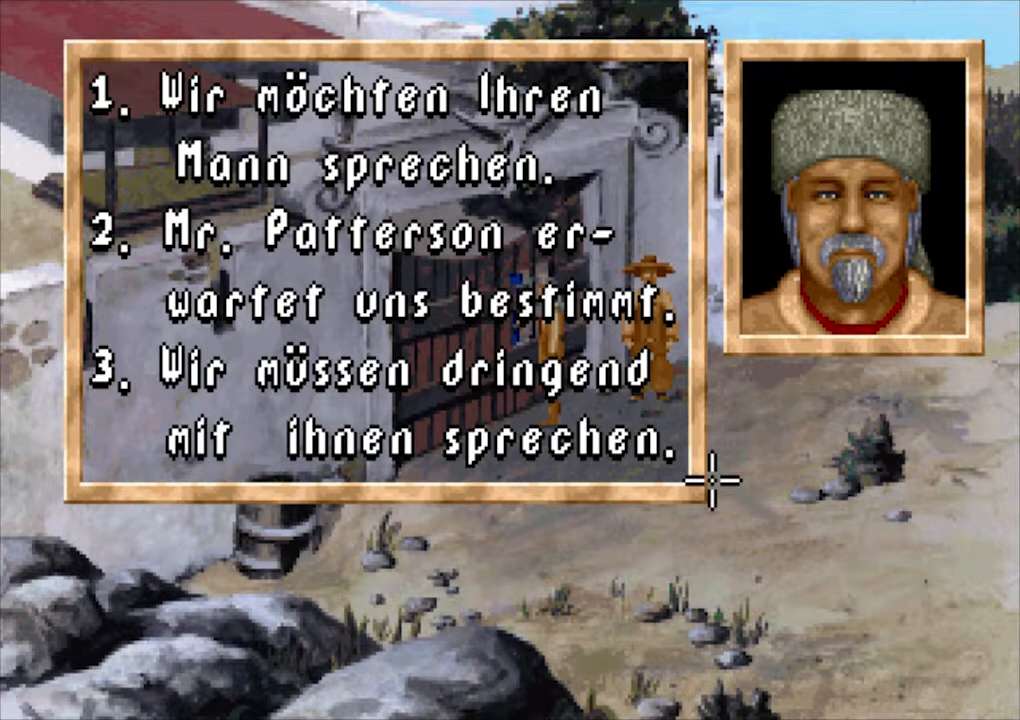 1. Wir möchten Ihren
Mann sprechen.
2. Mr. Patterson er-
wartet uns bestimmt.
3. Wir müssen dringend
mit ihnen sprechen.